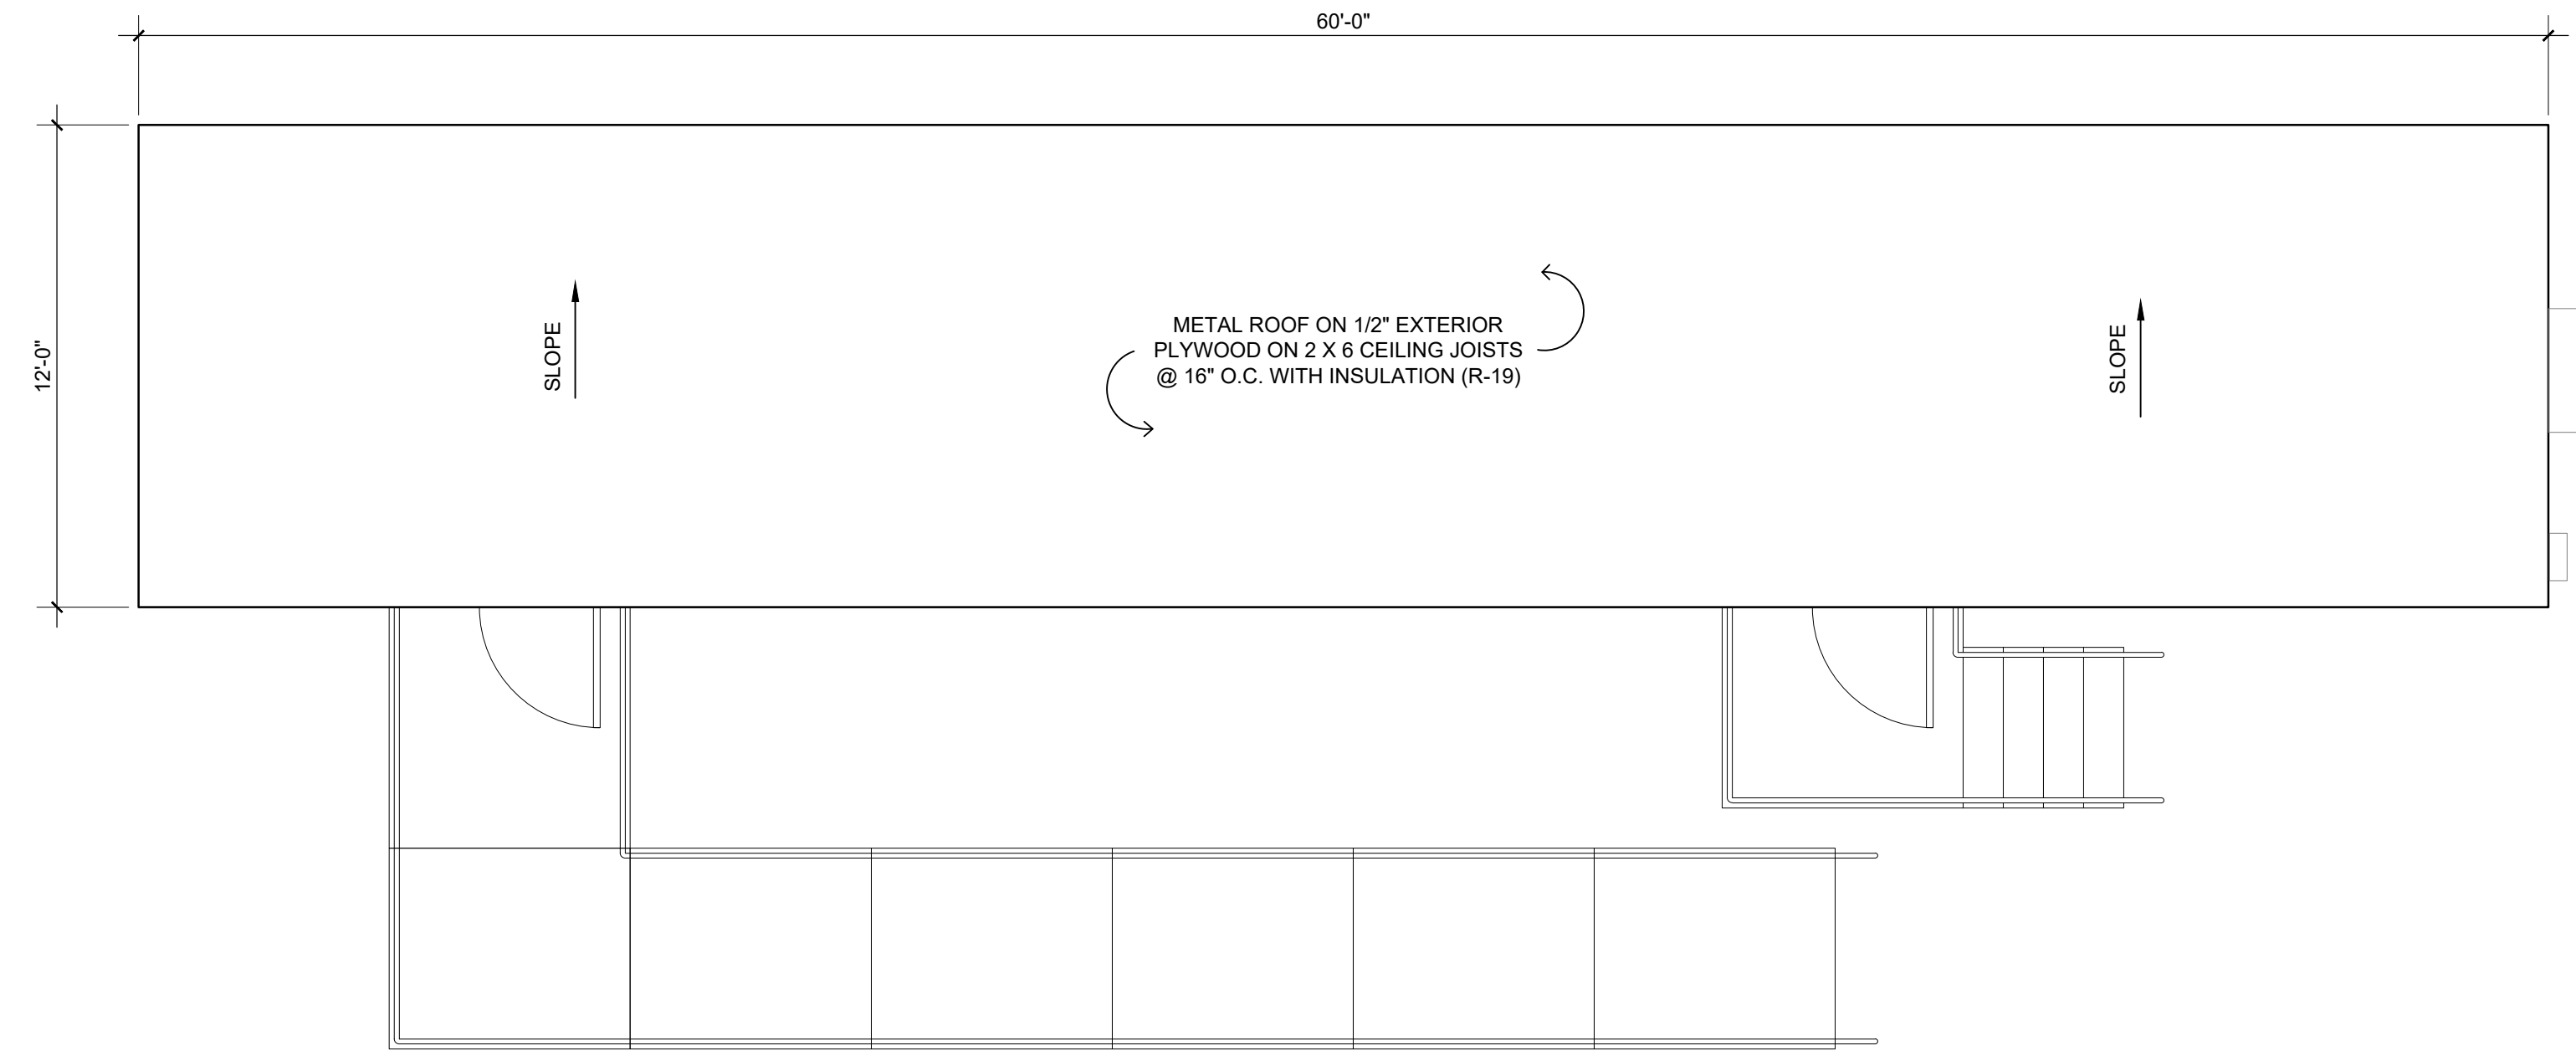 60'-0"
12'-0"
SLOPE
METAL ROOF ON 1/2" EXTERIOR
PLYWOOD ON 2 X 6 CEILING JOISTS
@ 16" O.C. WITH INSULATION (R-19)
SLOPE